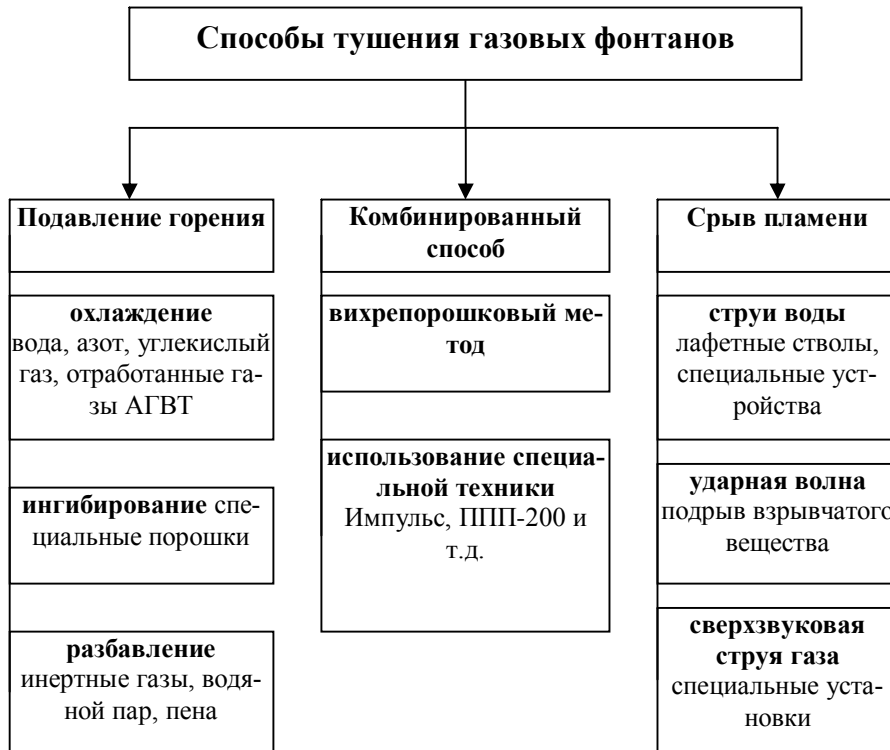 Способы тушения газовых фонтанов
Подавление горения
охлаждение
вода, азот, углекислый
газ, отработанные га-
зы АГВТ
ингибирование спе-
циальные порошки
разбавление
инертные газы, водя-
ной пар, пена
Комбинированный
способ
вихрепорошковый ме-
тод
использование специа-
льной техники
Импульс, ППП-200 и
т.д.
Срыв пламени
струи воды
лафетные стволы,
специальные уст-
ройства
ударная волна
подрыв взрывчатого
вещества
сверхзвуковая
струя газа
специальные уста-
новки